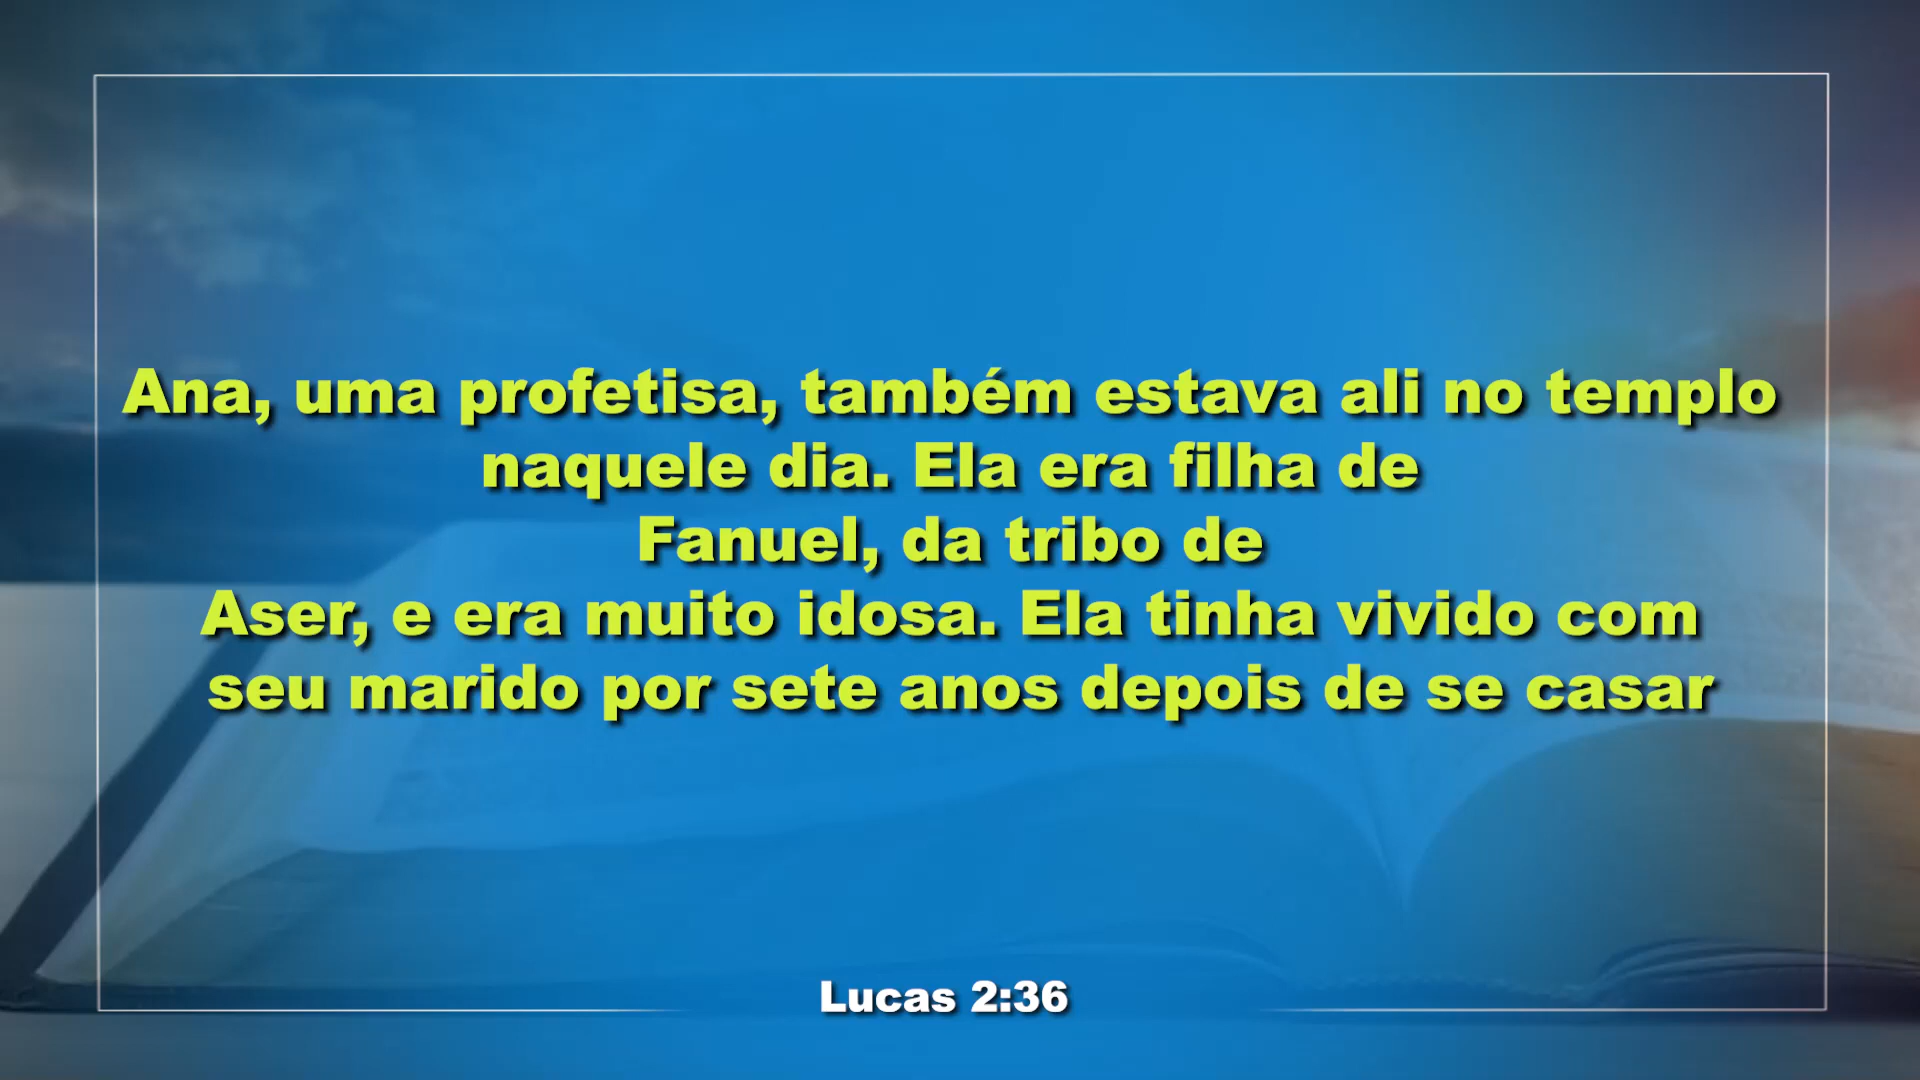 Ana, uma profetisa, também estava ali no templo
naquele dia. Ela era filha de
Fanuel, da tribo de
Aser, e era muito idosa. Ela tinha vivido com
seu marido por sete anos depois de se casar
Lucas 2:36